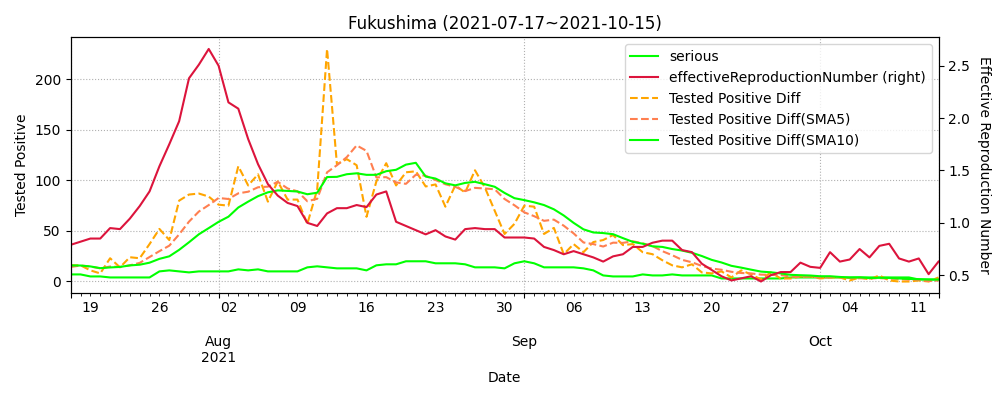 Fukushima (2021-07-17~2021-10-15)
serious
effectiveReproductionNumber (right)
Tested Positive Diff
Tested Positive Diff(SMA5)
Tested Positive Diff(SMA10)
Tested Positive
200
150
100
50
0
2.5
2.0
1.5
1.0
0.5
Effective Reproduction Number
19 26 02 09 16 23 30 06 13 20 27 04 11
Aug Sep Oct
2021
Date